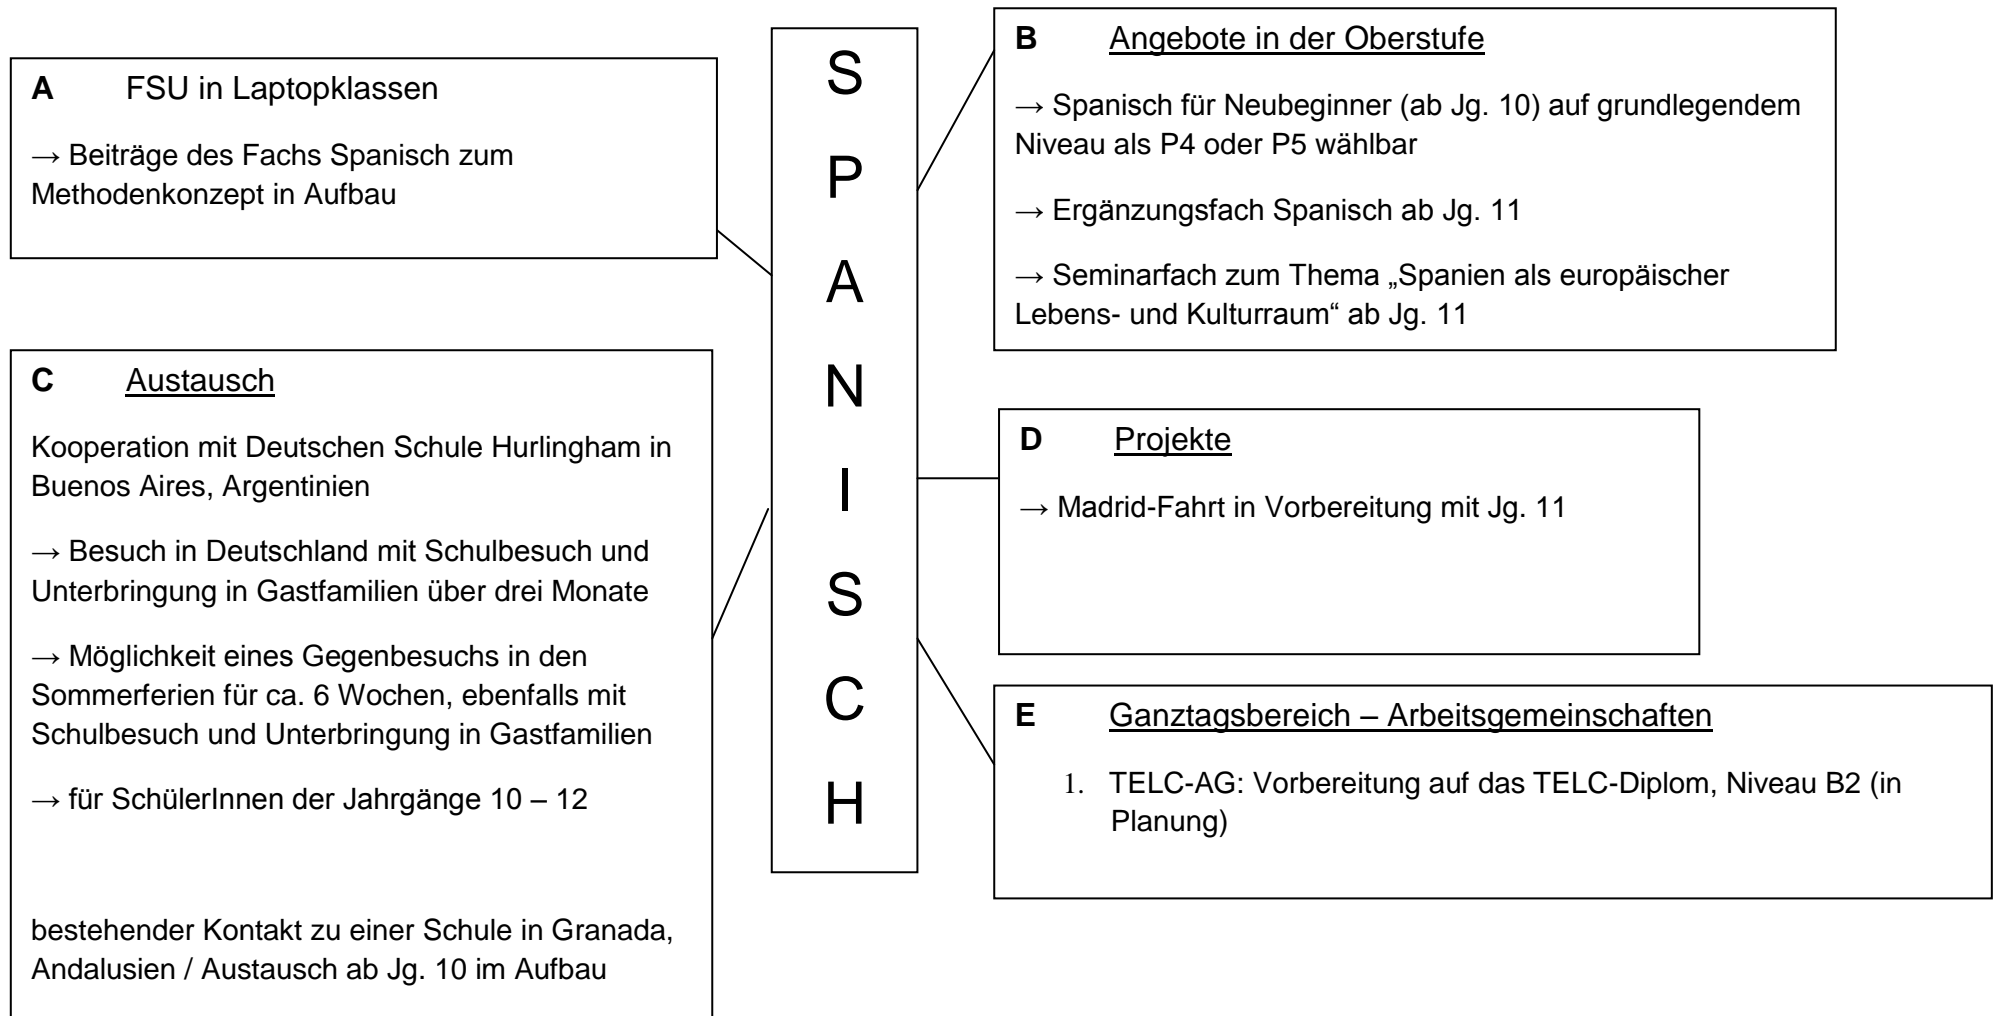 A FSU in Laptopklassen
→ Beiträge des Fachs Spanisch zum
Methodenkonzept in Aufbau
C Austausch
Kooperation mit Deutschen Schule Hurlingham in
Buenos Aires, Argentinien
→ Besuch in Deutschland mit Schulbesuch und
Unterbringung in Gastfamilien über drei Monate
→ Möglichkeit eines Gegenbesuchs in den
Sommerferien für ca. 6 Wochen, ebenfalls mit
Schulbesuch und Unterbringung in Gastfamilien
→ für SchülerInnen der Jahrgänge 10 – 12
bestehender Kontakt zu einer Schule in Granada,
Andalusien / Austausch ab Jg. 10 im Aufbau
S
P
A
N
I
S
C
H
B Angebote in der Oberstufe
→ Spanisch für Neubeginner (ab Jg. 10) auf grundlegendem
Niveau als P4 oder P5 wählbar
→ Ergänzungsfach Spanisch ab Jg. 11
→ Seminarfach zum Thema „Spanien als europäischer
Lebens- und Kulturraum“ ab Jg. 11
D Projekte
→ Madrid-Fahrt in Vorbereitung mit Jg. 11
E Ganztagsbereich – Arbeitsgemeinschaften
1. TELC-AG: Vorbereitung auf das TELC-Diplom, Niveau B2 (in
Planung)